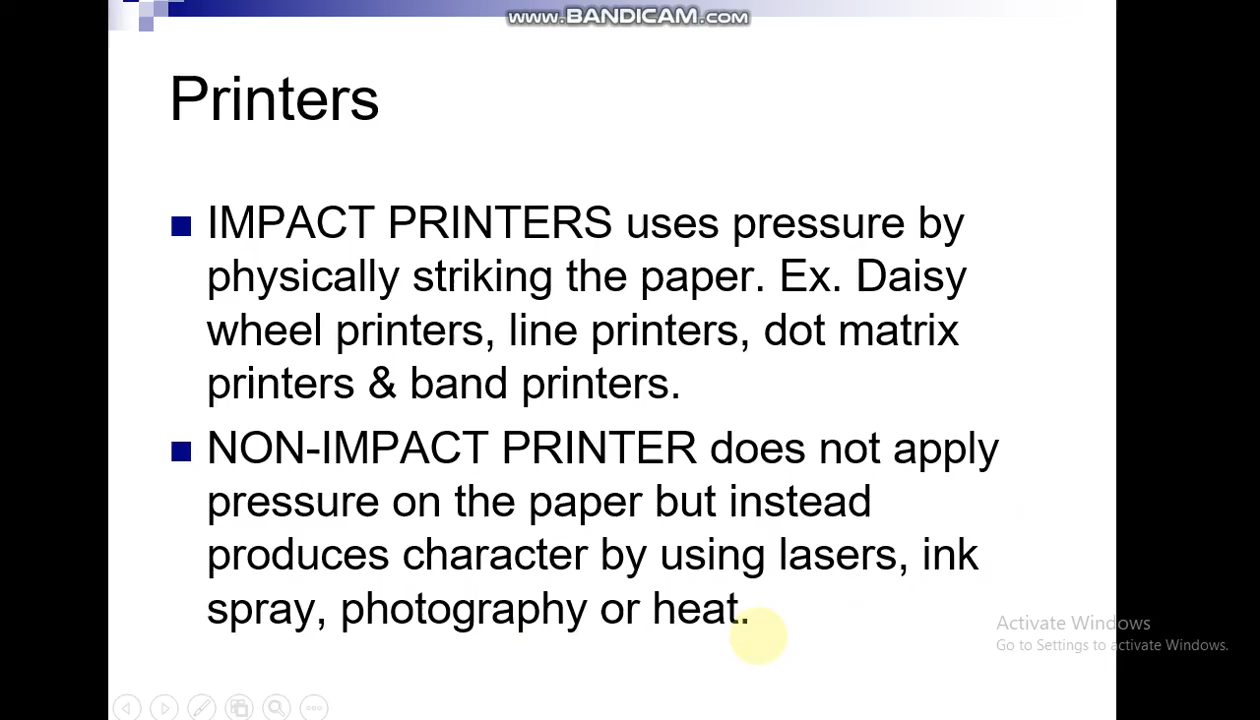 www.BANDICAM.com
Printers
IMPACT PRINTERS uses pressure by
physically striking the paper. Ex. Daisy
wheel printers, line printers, dot matrix
printers & band printers.
NON-IMPACT PRINTER does not apply
pressure on the paper but instead
produces character by using lasers, ink
spray, photography or heat.
Activate Windows
Go to Settings to activate Windows.